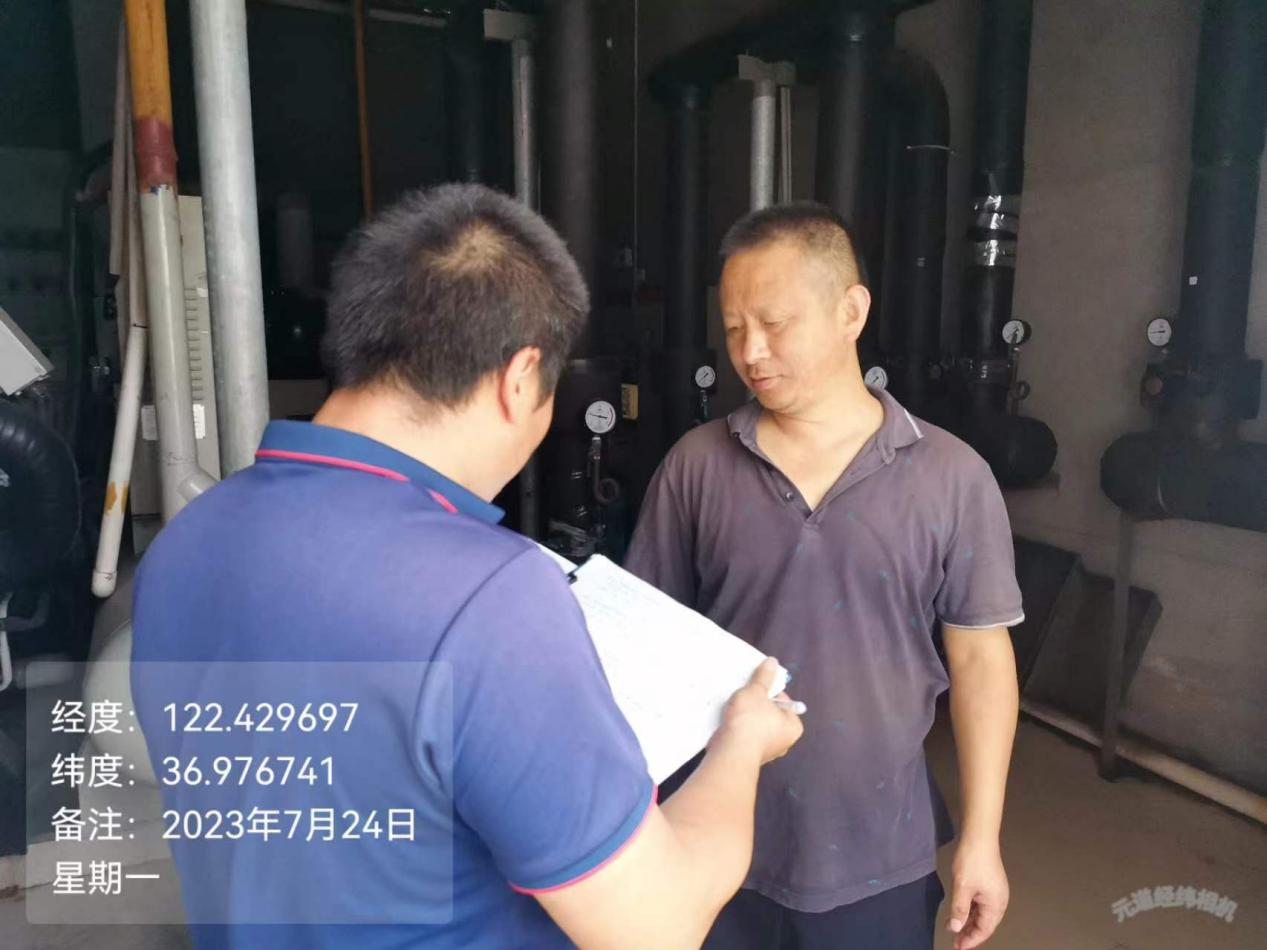 经度：122.429697
纬度：36.976741
备注：2023年7月24日
星期一
元道经纬相机